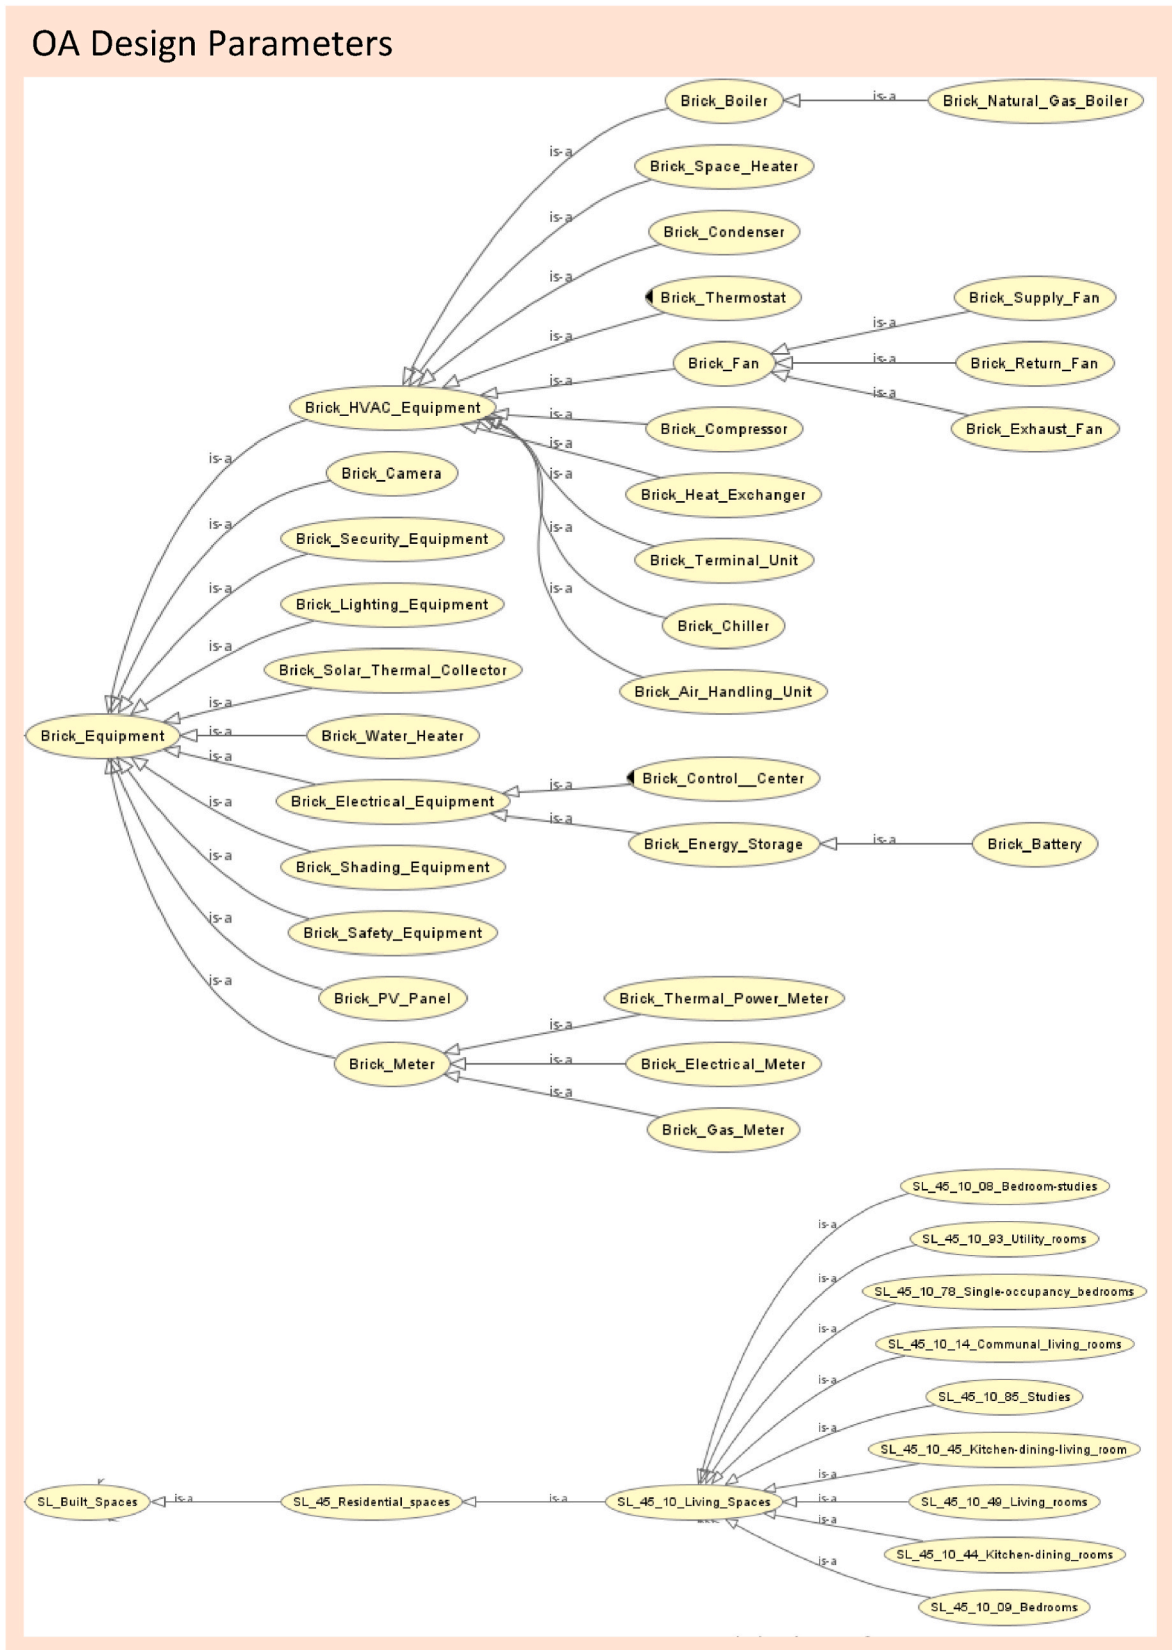 OA Design Parameters
Brick_Boiler
is-a
Brick_Natural_Gas_Boiler
is-a
Brick_Space_Heater
is-a
Brick_Condenser
is-a
Brick_Thermostat
is-a
Brick_Supply_Fan
is-a
Brick_Fan
is-a
Brick_Return_Fan
is-a
Brick_HVAC_Equipment
is-a
Brick_Compressor
is-a
Brick_Exhaust_Fan
is-a
is-a
Brick_Camera
is-a
Brick_Heat_Exchanger
is-a
Brick_Security_Equipment
is-a
Brick_Terminal_Unit
is-a
Brick_Lighting_Equipment
is-a
Brick_Chiller
is-a
Brick_Solar_Thermal_Collector
is-a
Brick_Air_Handling_Unit
Brick_Equipment
is-a
Brick_Water_Heater
is-a
Brick_Electrical_Equipment
is-a
Brick_Control__Center
is-a
is-a
Brick_Energy_Storage
is-a
Brick_Battery
is-a
Brick_Shading_Equipment
is-a
Brick_Safety_Equipment
is-a
Brick_PV_Panel
Brick_Thermal_Power_Meter
is-a
Brick_Meter
is-a
Brick_Electrical_Meter
is-a
Brick_Gas_Meter
SL_45_10_08_Bedroom-studies
is-a
SL_45_10_93_Utility_rooms
is-a
SL_45_10_78_Single-occupancy_bedrooms
is-a
SL_45_10_14_Communal_living_rooms
is-a
SL_45_10_85_Studies
is-a
SL_45_10_45_Kitchen-dining-living_room
is-a
SL_Built_Spaces
is-a
SL_45_Residential_spaces
is-a
SL_45_10_Living_Spaces
is-a
SL_45_10_49_Living_rooms
is-a
SL_45_10_44_Kitchen-dining_rooms
is-a
SL_45_10_09_Bedrooms